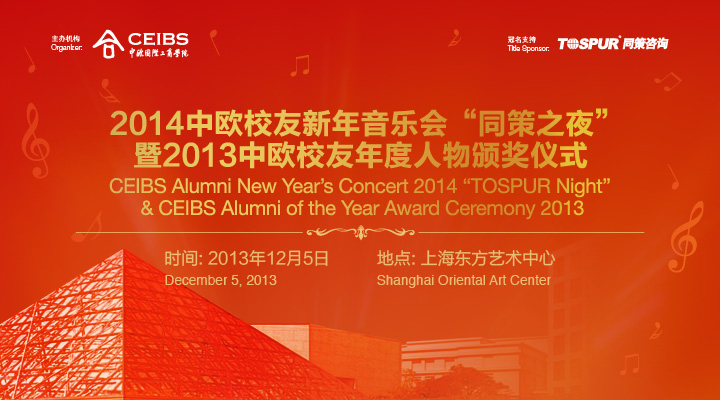 主办机构
Organiser:
CEIBS
中欧国际工商学院
冠名支持
Title Sponsor:
TOSPUR 同策咨询
2014中欧校友新年音乐会“同策之夜”
暨2013中欧校友年度人物颁奖仪式
CEIBS Alumni New Year's Concert 2014 “TOSPUR Night”
& CEIBS Alumni of the Year Award Ceremony 2013
时间: 2013年12月5日
December 5, 2013
地点: 上海东方艺术中心
Shanghai Oriental Art Center